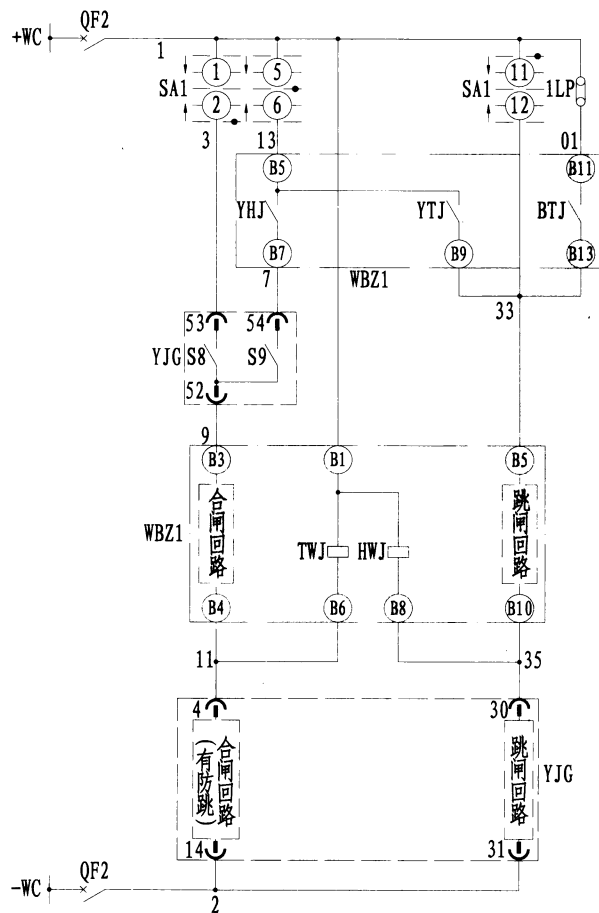 QF2
+WC
1
1 5 11
SA1 SA1 1LP
2 6 12
3 13 01
B5 B11
YHJ YTJ BTJ
B7 B9 B13
7 WBZ1
33
53 54
YJG S8 S9
52
9
B3 B1 B5
合闸回路 跳闸回路
WBZ1
TWJ HWJ
B4 B6 B8 B10
11 35
4 30
合闸回路
(有防跳)
跳闸回路
YJG
14 31
QF2
-WC
2